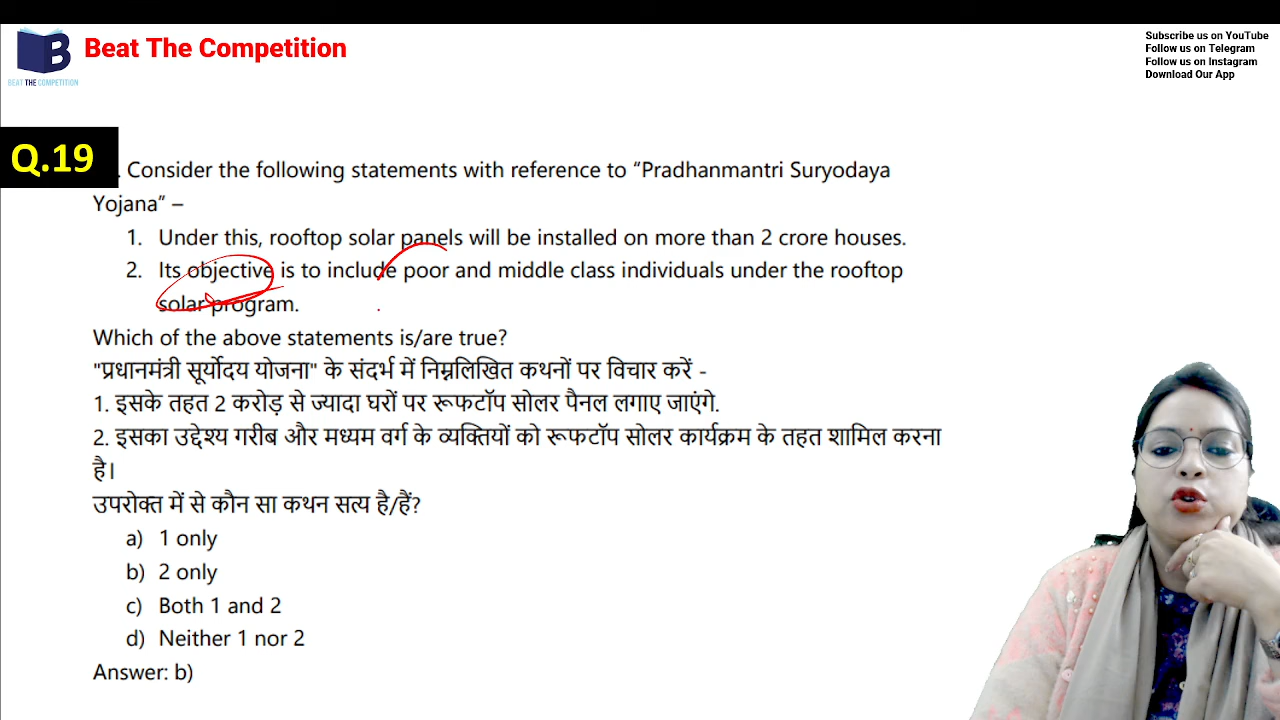 Beat The Competition
BEAT THE COMPETITION
Subscribe us on YouTube
Follow us on Telegram
Follow us on Instagram
Download Our App
Q.19
. Consider the following statements with reference to “Pradhanmantri Suryodaya
Yojana” –
1. Under this, rooftop solar panels will be installed on more than 2 crore houses.
2. Its objective is to include poor and middle class individuals under the rooftop
solar program.
Which of the above statements is/are true?
"प्रधानमंत्री सूर्योदय योजना" के संदर्भ में निम्नलिखित कथनों पर विचार करें -
1. इसके तहत 2 करोड़ से ज्यादा घरों पर रूफटॉप सोलर पैनल लगाए जाएंगे.
2. इसका उद्देश्य गरीब और मध्यम वर्ग के व्यक्तियों को रूफटॉप सोलर कार्यक्रम के तहत शामिल करना
है।
उपरोक्त में से कौन सा कथन सत्य है/हैं?
a) 1 only
b) 2 only
c) Both 1 and 2
d) Neither 1 nor 2
Answer: b)